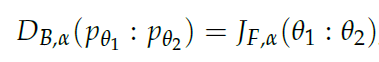 D_{B,α}(p_{θ_1} : p_{θ_2}) = J_{F,α}(θ_1 : θ_2)